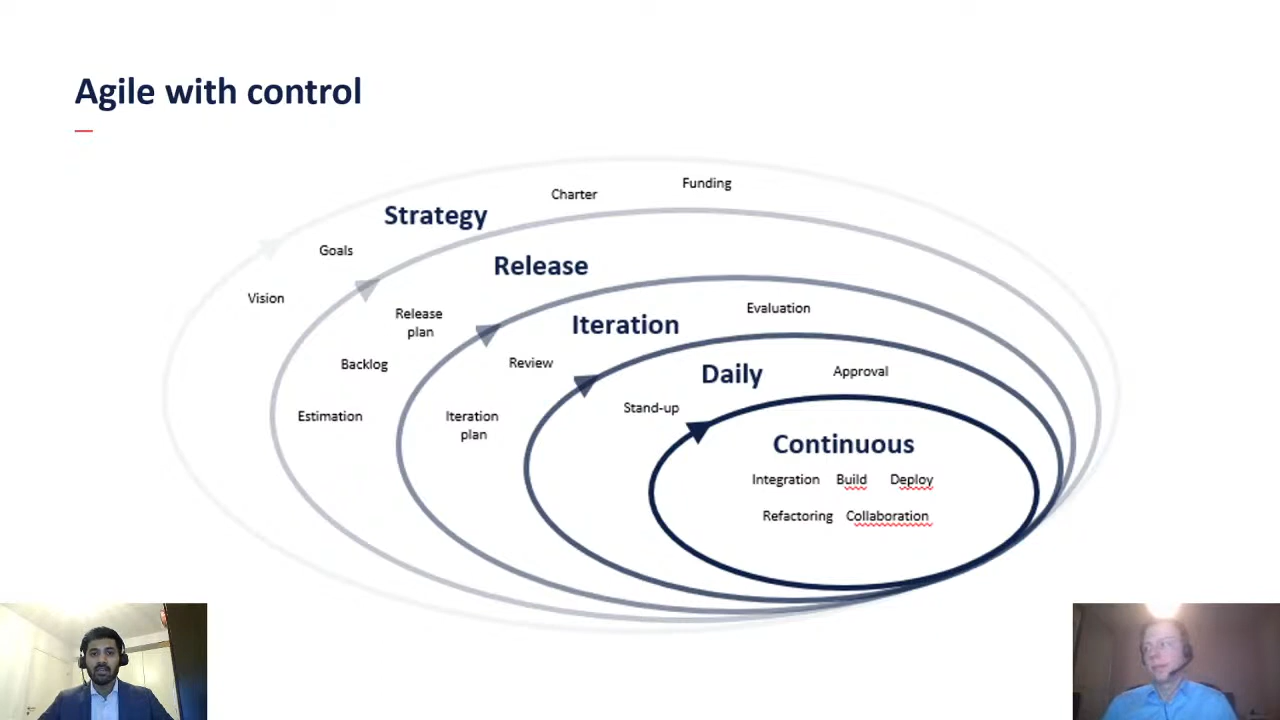 Agile with control
Funding
Charter
Strategy
Goals
Release
Vision
Release
plan
Evaluation
Iteration
Backlog
Review
Daily
Approval
Estimation
Iteration
plan
Stand-up
Continuous
Integration Build Deploy
Refactoring Collaboration